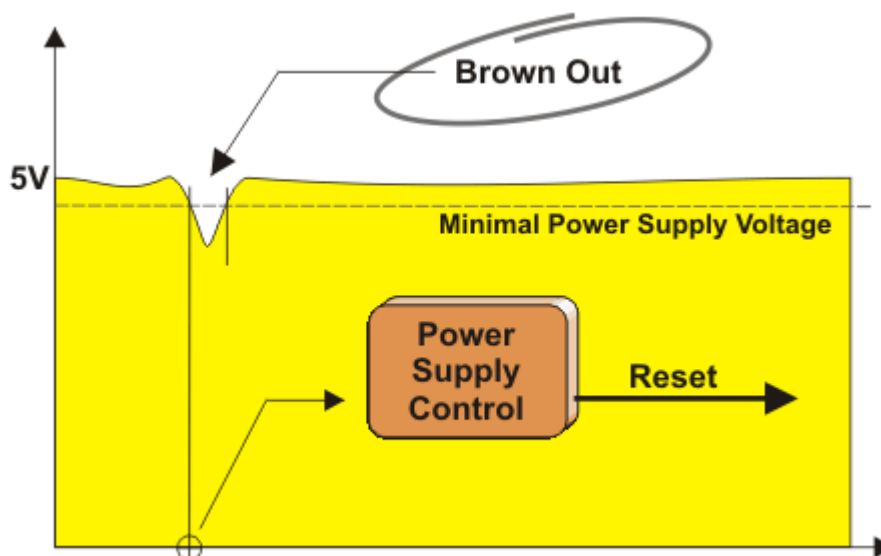 Brown Out
5V
Minimal Power Supply Voltage
Power
Supply
Control
Reset